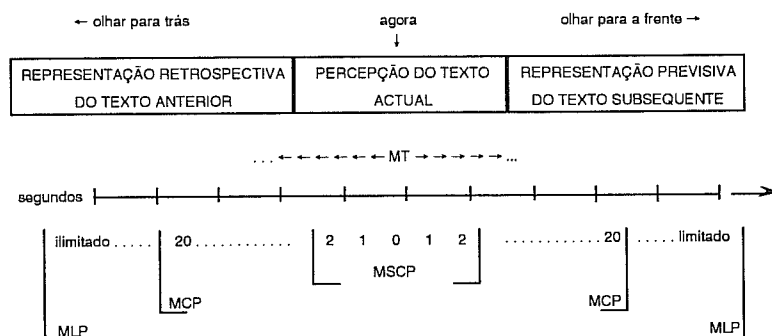 ← olhar para trás agora olhar para a frente →
REPRESENTAÇÃO RETROSPECTIVA PERCEPÇÃO DO TEXTO REPRESENTAÇÃO PREVISIVA
DO TEXTO ANTERIOR ACTUAL DO TEXTO SUBSEQUENTE
... ← ← ← ← ← ← ← MT → → → → → → → ...
segundos
ilimitado . . . . . 20 . . . . . . . . . . . . . 2 1 0 1 2 . . . . . . . . . . . . . 20 . . . . . limitado
MSCP
MCP MCP
MLP MLP